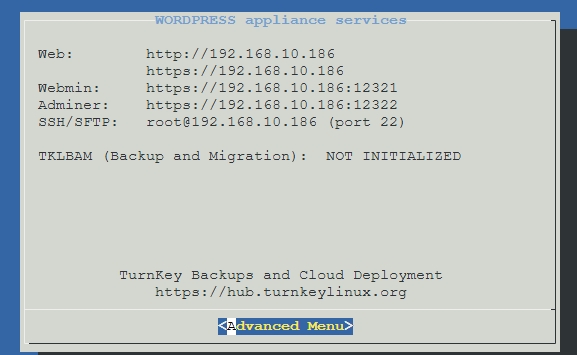 WORDPRESS appliance services
Web: http://192.168.10.186
https://192.168.10.186
Webmin: https://192.168.10.186:12321
Adminer: https://192.168.10.186:12322
SSH/SFTP: root@192.168.10.186 (port 22)
TKLBAM (Backup and Migration): NOT INITIALIZED
TurnKey Backups and Cloud Deployment
https://hub.turnkeylinux.org
<Advanced Menu>